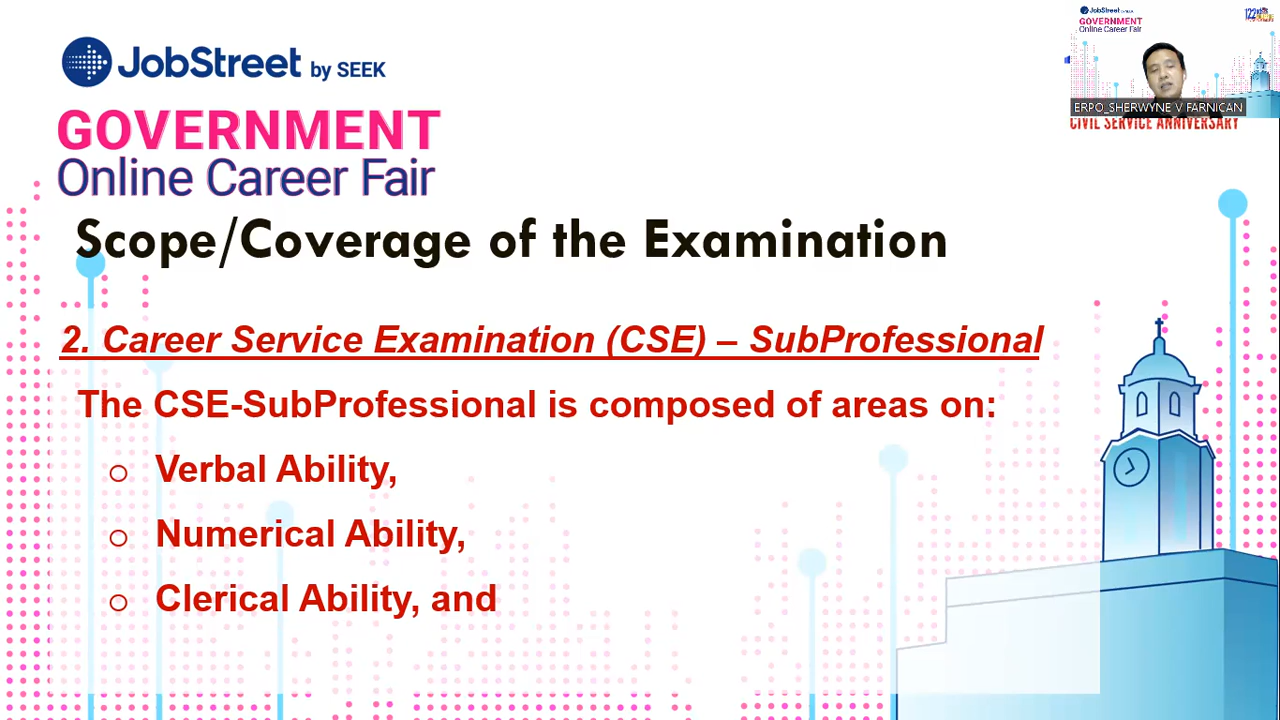 JobStreet by SEEK
GOVERNMENT
Online Career Fair
Scope/Coverage of the Examination
2. Career Service Examination (CSE) – SubProfessional
The CSE-SubProfessional is composed of areas on:
o Verbal Ability,
o Numerical Ability,
o Clerical Ability, and
JobStreet
GOVERNMENT
Online Career Fair
122
ERPO_SHERWYNE V FARNICAN
CIVIL SERVICE ANNIVERSARY